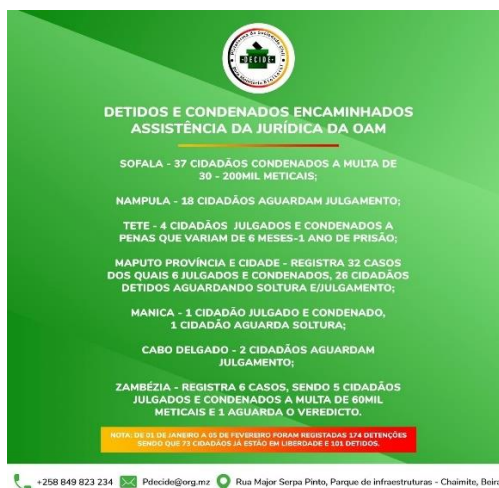 DECIDE
DETIDOS E CONDENADOS ENCAMINHADOS
ASSISTÊNCIA DA JURÍDICA DA OAM
SOFALA - 37 CIDADÃOS CONDENADOS A MULTA DE
30 - 200MIL METICAIS;
NAMPULA - 18 CIDADÃOS AGUARDAM JULGAMENTO;
TETE - 4 CIDADÃOS JULGADOS E CONDENADOS A
PENAS QUE VARIAM DE 6 MESES-1 ANO DE PRISÃO;
MAPUTO PROVÍNCIA E CIDADE - REGISTRA 32 CASOS
DOS QUAIS 6 JULGADOS E CONDENADOS, 26 CIDADÃOS
DETIDOS AGUARDANDO SOLTURA E/JULGAMENTO;
MANICA - 1 CIDADÃO JULGADO E CONDENADO,
1 CIDADÃO AGUARDA SOLTURA;
CABO DELGADO - 2 CIDADÃOS AGUARDAM
JULGAMENTO;
ZAMBÉZIA - REGISTRA 6 CASOS, SENDO 5 CIDADÃOS
JULGADOS E CONDENADOS A MULTA DE 60MIL
METICAIS E 1 AGUARDA O VEREDICTO.
NOTA: DE 01 DE JANEIRO A 05 DE FEVEREIRO FORAM REGISTADAS 174 DETENÇÕES
SENDO QUE 73 CIDADÃOS JÁ ESTÃO EM LIBERDADE E 101 DETIDOS.
+258 849 823 234 Pdecide@org.mz Rua Major Serpa Pinto, Parque de infraestruturas - Chaimite, Beira